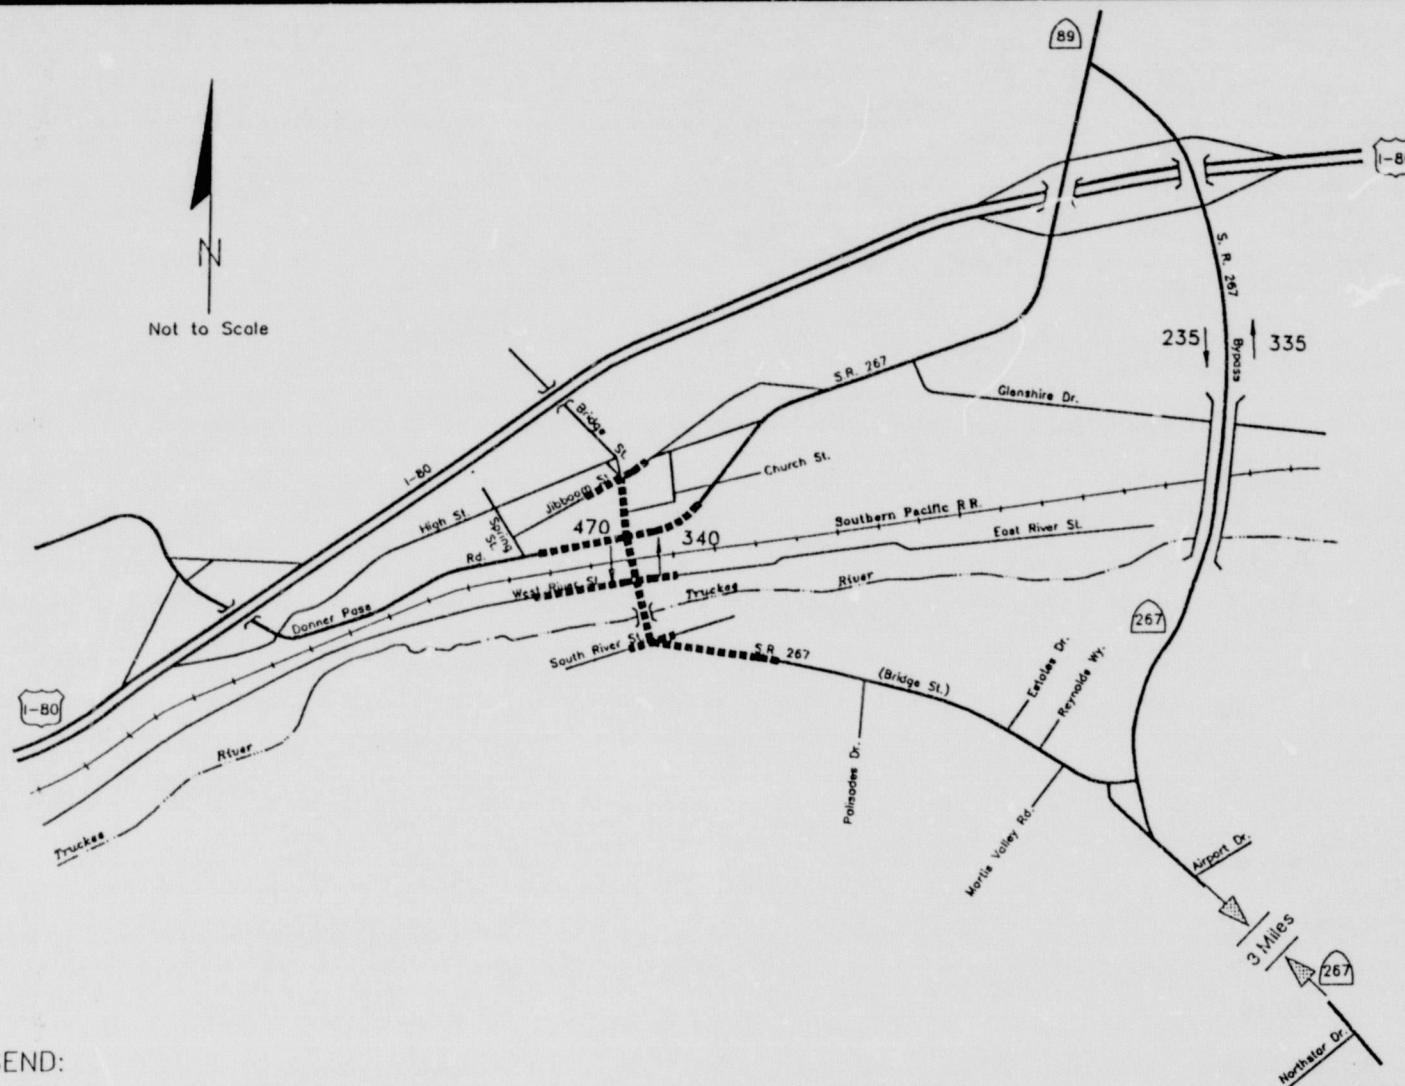 89
I-8
N
Not to Scale
S. R. 267
Bypass
235
335
S.R. 267
Glenshire Dr.
Bridge St.
I-80
Church St.
Jibboom St.
High St.
Spring St.
470
340
Southern Pacific RR.
East River St.
Donner Pass Rd.
West River St.
Truckee River
South River St.
S.R. 267
(Bridge St.)
267
Estates Dr.
Reynolds Wy.
I-80
Truckee River
Palisades Dr.
Martis Valley Rd.
Airport Dr.
3 Miles
267
Northstar Dr.
END: